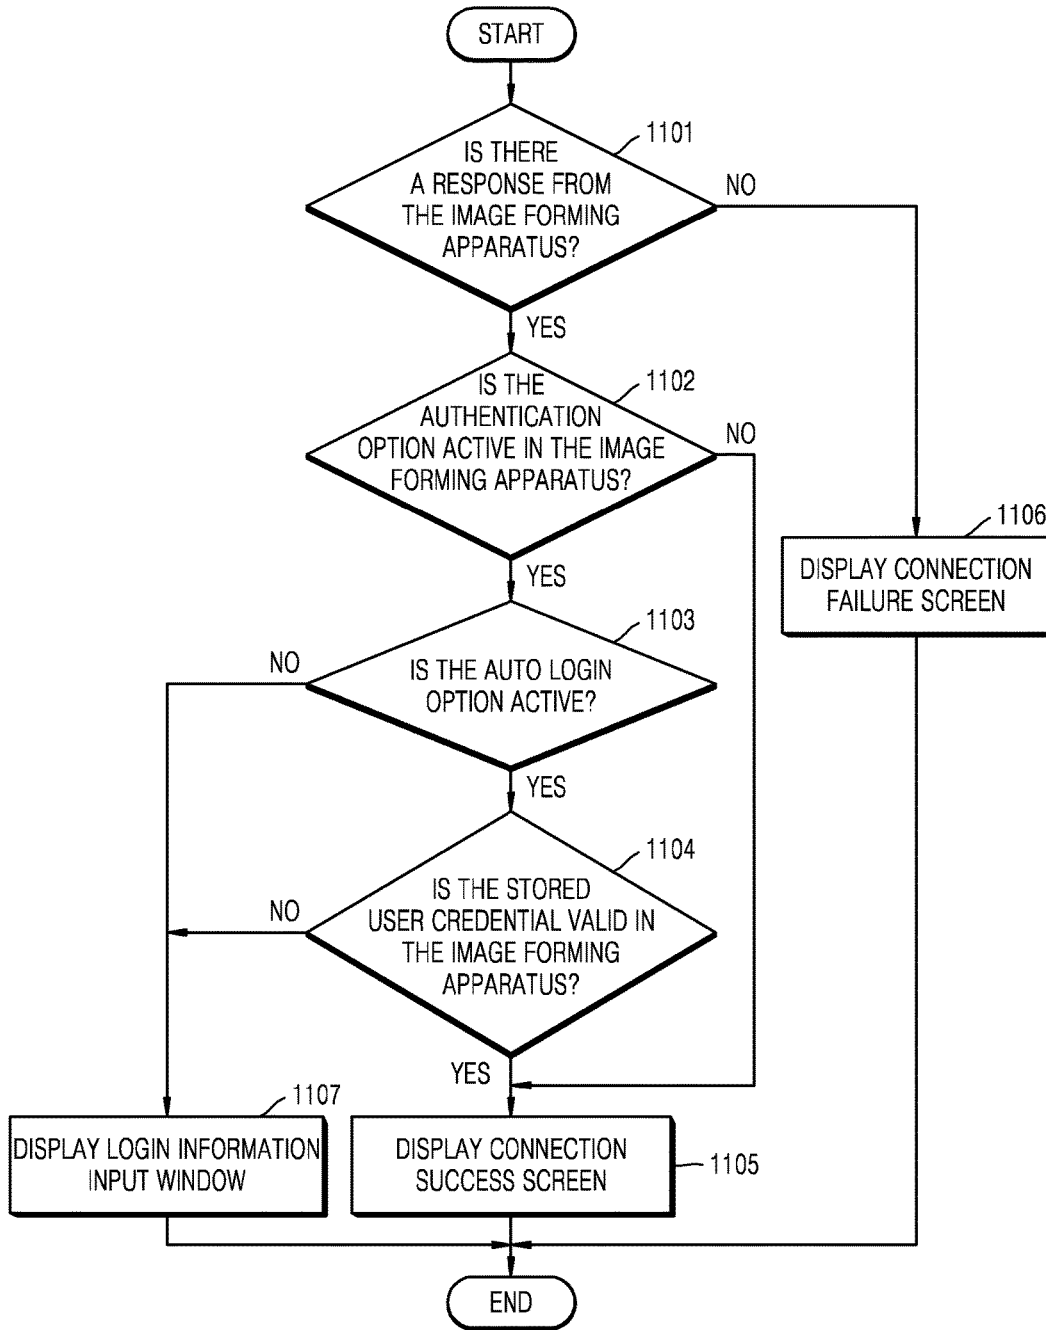 START
1101
IS THERE
A RESPONSE FROM
THE IMAGE FORMING
APPARATUS?
NO
YES
1102
IS THE
AUTHENTICATION
OPTION ACTIVE IN THE IMAGE
FORMING APPARATUS?
NO
YES
1106
DISPLAY CONNECTION
FAILURE SCREEN
1103
NO
IS THE AUTO LOGIN
OPTION ACTIVE?
YES
1104
NO
IS THE STORED
USER CREDENTIAL VALID IN
THE IMAGE FORMING
APPARATUS?
YES
1107
DISPLAY LOGIN INFORMATION
INPUT WINDOW
DISPLAY CONNECTION
SUCCESS SCREEN
1105
END